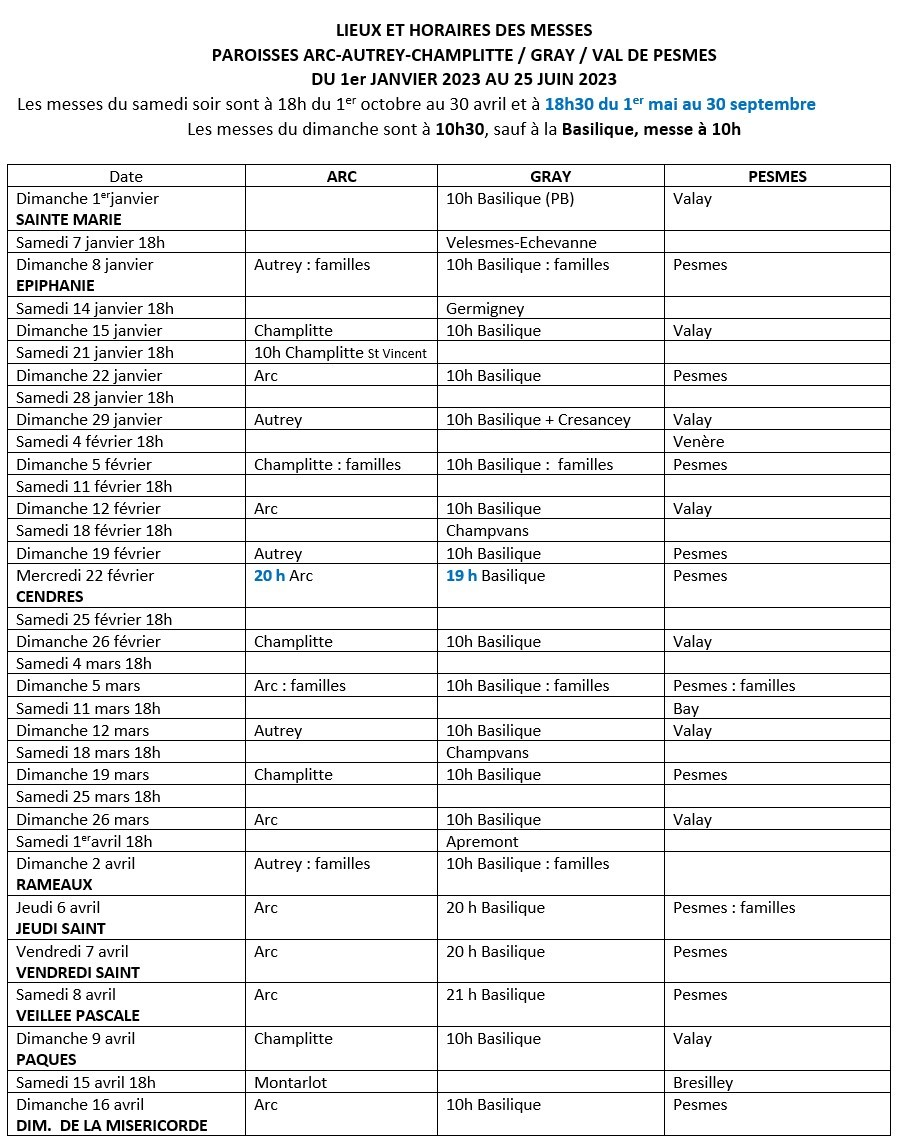 LIEUX ET HORAIRES DES MESSES
PAROISSES ARC-AUTREY-CHAMPLITTE / GRAY / VAL DE PESMES
DU 1er JANVIER 2023 AU 25 JUIN 2023
Les messes du samedi soir sont à 18h du 1er octobre au 30 avril et à 18h30 du 1er mai au 30 septembre
Les messes du dimanche sont à 10h30, sauf à la Basilique, messe à 10h
Date ARC GRAY PESMES
Dimanche 1erjanvier 10h Basilique (PB) Valay
SAINTE MARIE
Samedi 7 janvier 18h Velesmes-Echevanne
Dimanche 8 janvier Autrey : familles 10h Basilique : familles Pesmes
EPIPHANIE
Samedi 14 janvier 18h Germigney
Dimanche 15 janvier Champlitte 10h Basilique Valay
Samedi 21 janvier 18h 10h Champlitte St Vincent
Dimanche 22 janvier Arc 10h Basilique Pesmes
Samedi 28 janvier 18h
Dimanche 29 janvier Autrey 10h Basilique + Cresancey Valay
Samedi 4 février 18h Venère
Dimanche 5 février Champlitte : familles 10h Basilique : familles Pesmes
Samedi 11 février 18h
Dimanche 12 février Arc 10h Basilique Valay
Samedi 18 février 18h Champvans
Dimanche 19 février Autrey 10h Basilique Pesmes
Mercredi 22 février 20 h Arc 19 h Basilique Pesmes
CENDRES
Samedi 25 février 18h
Dimanche 26 février Champlitte 10h Basilique Valay
Samedi 4 mars 18h
Dimanche 5 mars Arc : familles 10h Basilique : familles Pesmes : familles
Samedi 11 mars 18h Bay
Dimanche 12 mars Autrey 10h Basilique Valay
Samedi 18 mars 18h Champvans
Dimanche 19 mars Champlitte 10h Basilique Pesmes
Samedi 25 mars 18h
Dimanche 26 mars Arc 10h Basilique Valay
Samedi 1eravril 18h Apremont
Dimanche 2 avril Autrey : familles 10h Basilique : familles
RAMEAUX
Jeudi 6 avril Arc 20 h Basilique Pesmes : familles
JEUDI SAINT
Vendredi 7 avril Arc 20 h Basilique Pesmes
VENDREDI SAINT
Samedi 8 avril Arc 21 h Basilique Pesmes
VEILLEE PASCALE
Dimanche 9 avril Champlitte 10h Basilique Valay
PAQUES
Samedi 15 avril 18h Montarlot Bresilley
Dimanche 16 avril Arc 10h Basilique Pesmes
DIM. DE LA MISERICORDE